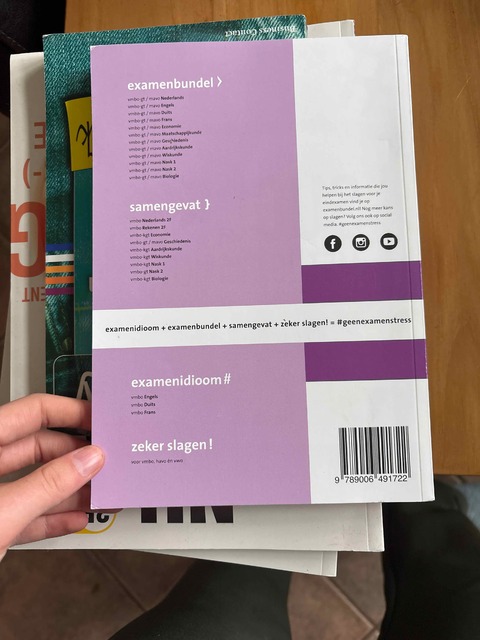 Business Contact
examenbundel >
vmbo-gt / mavo Nederlands
vmbo-gt / mavo Engels
vmbo-gt / mavo Duits
vmbo-gt / mavo Frans
vmbo-gt / mavo Economie
vmbo-gt / mavo Maatschappijkunde
vmbo-gt / mavo Geschiedenis
vmbo-gt / mavo Aardrijkskunde
vmbo-gt / mavo Wiskunde
vmbo-gt / mavo Nask 1
vmbo-gt / mavo Nask 2
vmbo-gt / mavo Biologie
samengevat }
vmbo Nederlands 2F
vmbo Rekenen 2F
vmbo-kgt Economie
vmbo-gt / mavo Geschiedenis
vmbo-kgt Aardrijkskunde
vmbo-kgt Wiskunde
vmbo-kgt Nask 1
vmbo-gt Nask 2
vmbo-kgt Biologie
Tips, tricks en informatie die jou
helpen bij het slagen voor je
eindexamen vind je op
examenbundel.nl! Nog meer kans
op slagen? Volg ons ook op social
media. #geenexamenstress
examenidioom + examenbundel + samengevat + zeker slagen! = #geenexamenstress
examenidioom #
vmbo Engels
vmbo Duits
vmbo Frans
zeker slagen !
voor vmbo, havo én vwo
9 789006 491722